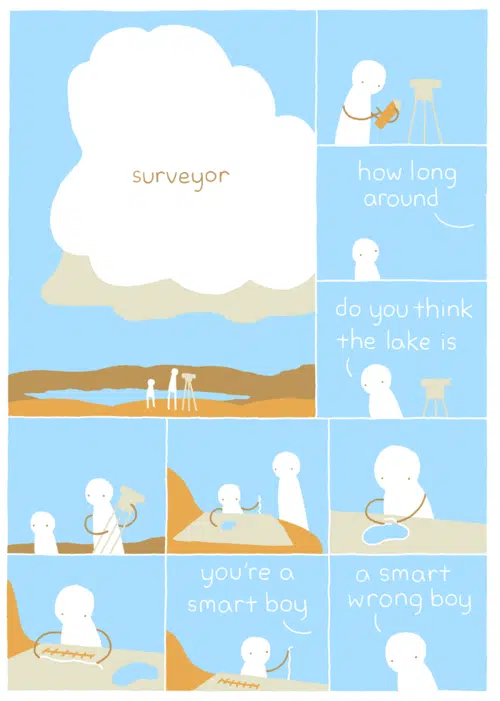 surveyor
how long
around
do you think
the lake is
you're a
smart boy
a smart
wrong boy